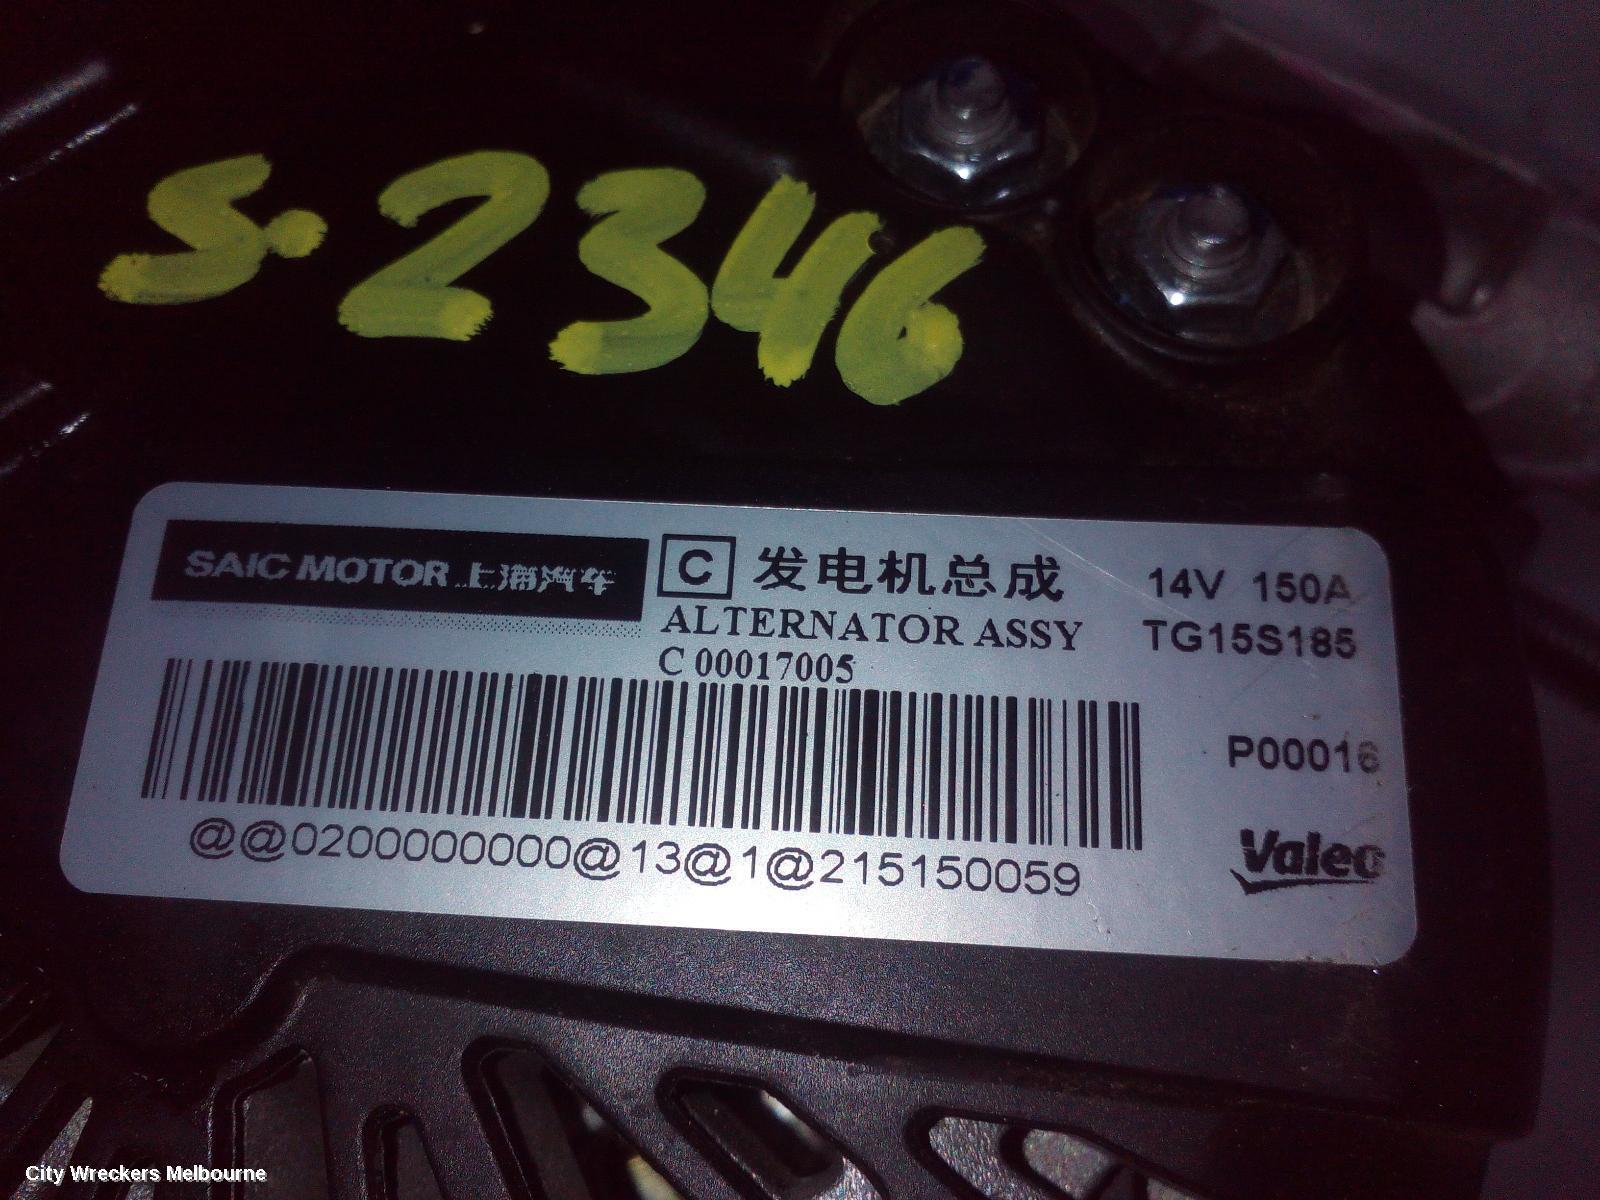 S.2346
SAIC MOTOR 上海汽车
C 发电机总成
ALTERNATOR ASSY
C 00017005
14V 150A
TG15S185
P00016
Valeo
@@0200000000@13@1@215150059
City Wreckers Melbourne